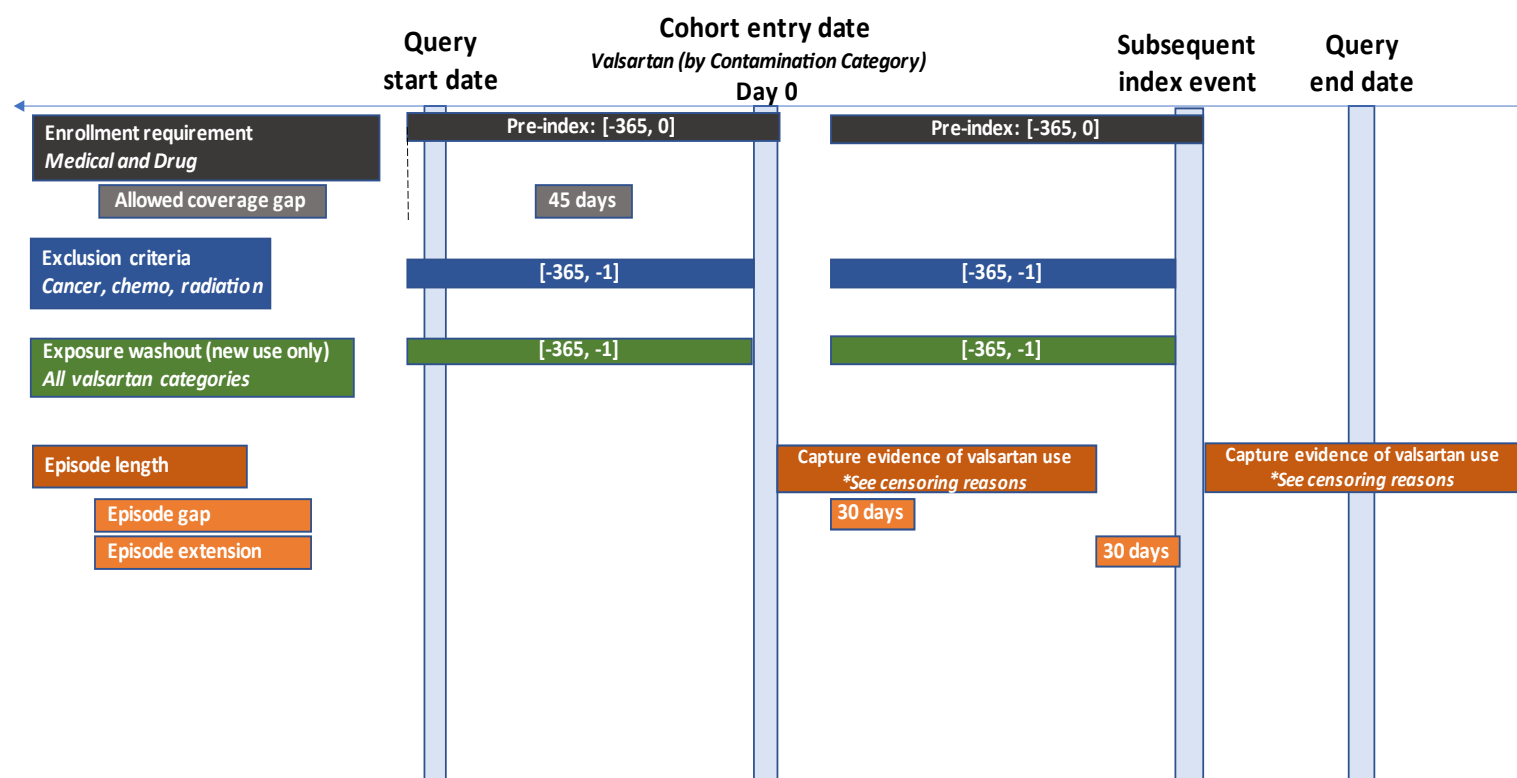 Query
start date
Cohort entry date
Valsartan (by Contamination Category)
Day 0
Subsequent
index event
Query
end date
Enrollment requirement
Medical and Drug
Pre-index: [-365, 0]
Pre-index: [-365, 0]
Allowed coverage gap
45 days
Exclusion criteria
Cancer, chemo, radiation
[-365, -1]
[-365, -1]
Exposure washout (new use only)
All valsartan categories
[-365, -1]
[-365, -1]
Episode length
Capture evidence of valsartan use
*See censoring reasons
Capture evidence of valsartan use
*See censoring reasons
Episode gap
30 days
Episode extension
30 days